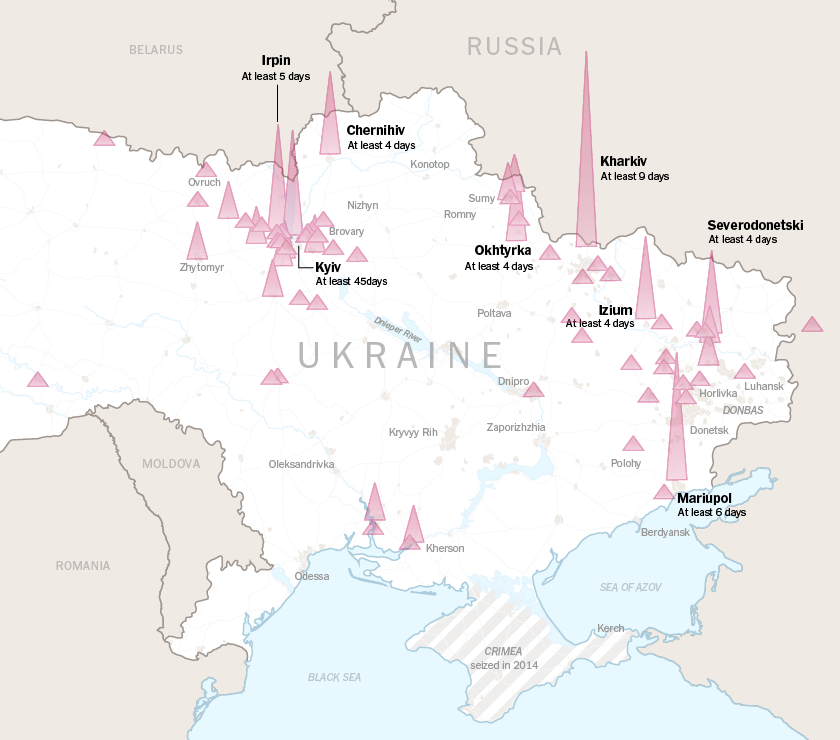 RUSSIA
BELARUS
Irpin
At least 5 days
Chernihiv
At least 4 days
Konotop
Kharkiv
At least 9 days
Ovruch
Sumy
Nizhyn
Romny
Brovary
Severodonetski
At least 4 days
Okhtyrka
At least 4 days
Zhytomyr
Kyiv
At least 45days
Izium
At least 4 days
Poltava
Dnieper River
UKRAINE
Dnipro
Luhansk
Horlivka
DONBAS
Kryvyy Rih
Zaporizhzhia
Donetsk
MOLDOVA
Oleksandrivka
Polohy
Mariupol
At least 6 days
Berdyansk
Kherson
ROMANIA
Odessa
SEA OF AZOV
Kerch
CRIMEA
seized in 2014
BLACK SEA